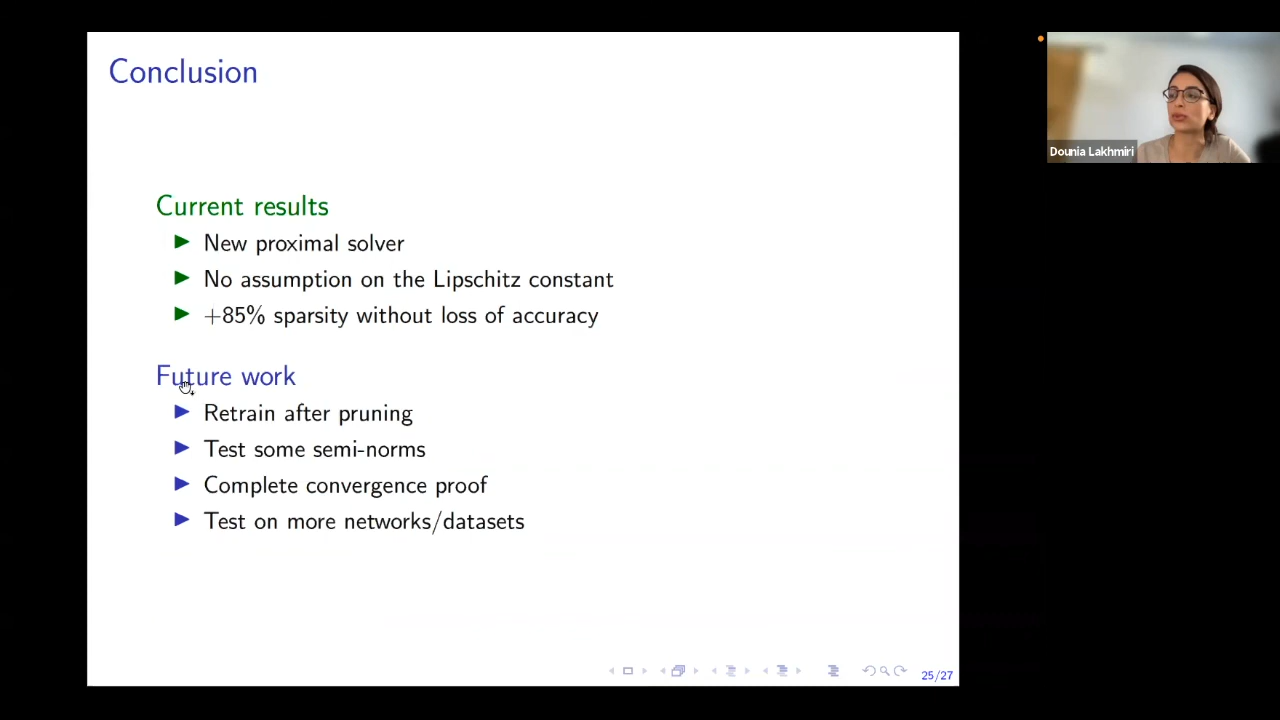 Conclusion
Dounia Lakhmiri
Current results
New proximal solver
No assumption on the Lipschitz constant
+85% sparsity without loss of accuracy
Future work
Retrain after pruning
Test some semi-norms
Complete convergence proof
Test on more networks/datasets
25/27